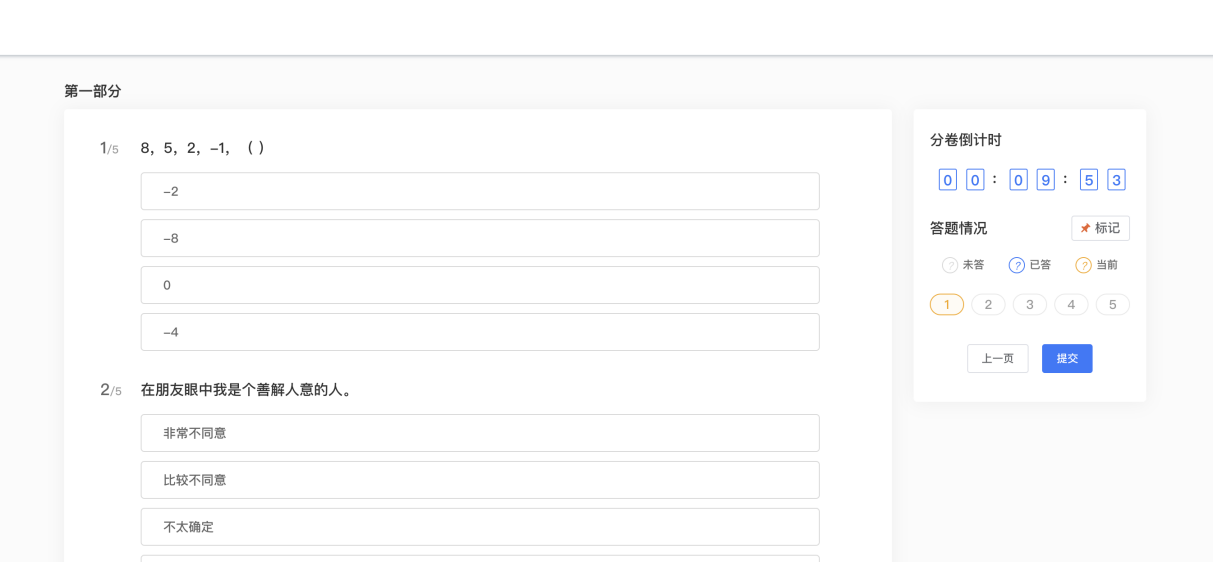 第一部分
1/5 8，5，2，-1，（ ）
-2
-8
0
-4
2/5 在朋友眼中我是个善解人意的人。
非常不同意
比较不同意
不太确定
分卷倒计时
0 0 : 0 9 : 5 3
答题情况 标记
? 未答 ? 已答 ? 当前
1 2 3 4 5
上一页 提交